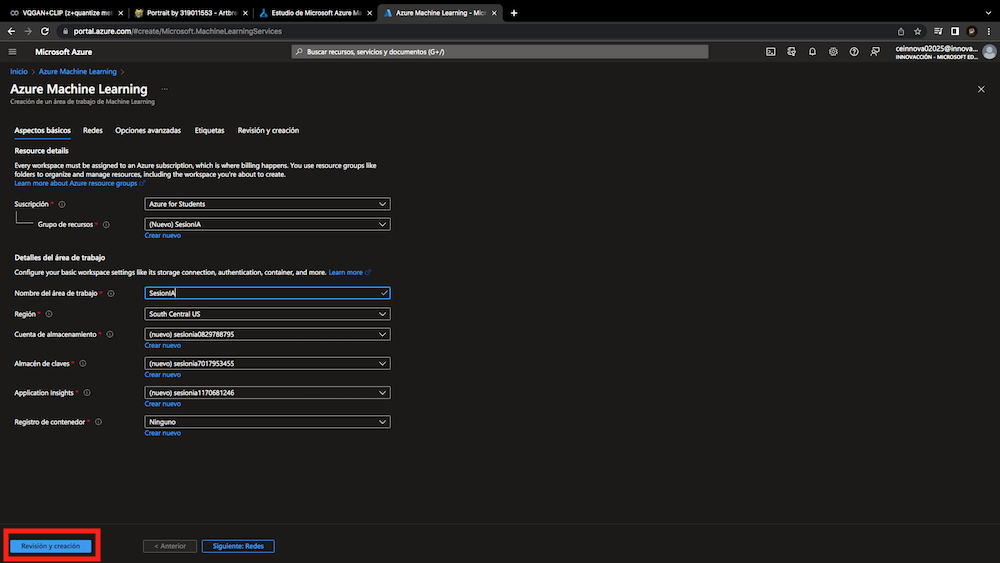 VQGAN+CLIP (z+quantize met
Portrait by 319011553 - Artbre
Estudio de Microsoft Azure Ma
Azure Machine Learning - Micr
portal.azure.com/#create/Microsoft.MachineLearningServices
Microsoft Azure
Buscar recursos, servicios y documentos (G+/)
ceinnova02025@innova...
INNOVACCIÓN - MICROSOFT ED...
Inicio > Azure Machine Learning >
Azure Machine Learning ...
Creación de un área de trabajo de Machine Learning
Aspectos básicos Redes Opciones avanzadas Etiquetas Revisión y creación
Resource details
Every workspace must be assigned to an Azure subscription, which is where billing happens. You use resource groups like
folders to organize and manage resources, including the workspace you're about to create.
Learn more about Azure resource groups
Suscripción *
Azure for Students
Grupo de recursos *
(Nuevo) SesionIA
Crear nuevo
Detalles del área de trabajo
Configure your basic workspace settings like its storage connection, authentication, container, and more. Learn more
Nombre del área de trabajo *
SesionIA
Región *
South Central US
Cuenta de almacenamiento *
(nuevo) sesionia0829788795
Crear nuevo
Almacén de claves *
(nuevo) sesionia7017953455
Crear nuevo
Application Insights *
(nuevo) sesionia1170681246
Crear nuevo
Registro de contenedor *
Ninguno
Crear nuevo
Revisión y creación
< Anterior
Siguiente: Redes